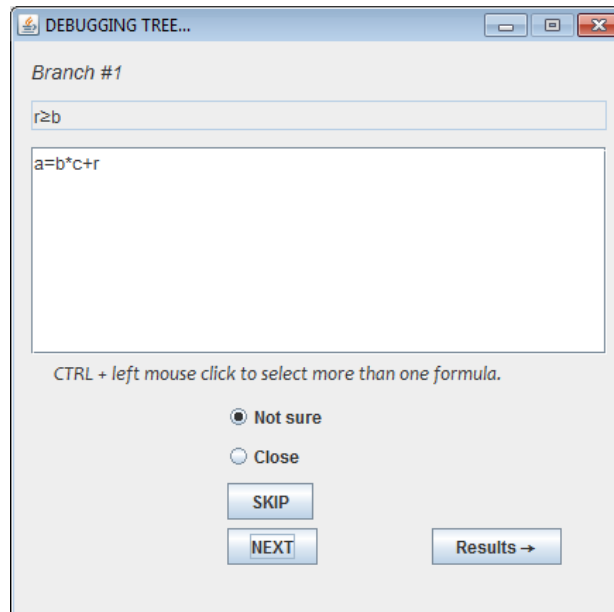 DEBUGGING TREE...
Branch #1
r≥b
a=b*c+r
CTRL + left mouse click to select more than one formula.
Not sure
Close
SKIP
NEXT
Results →